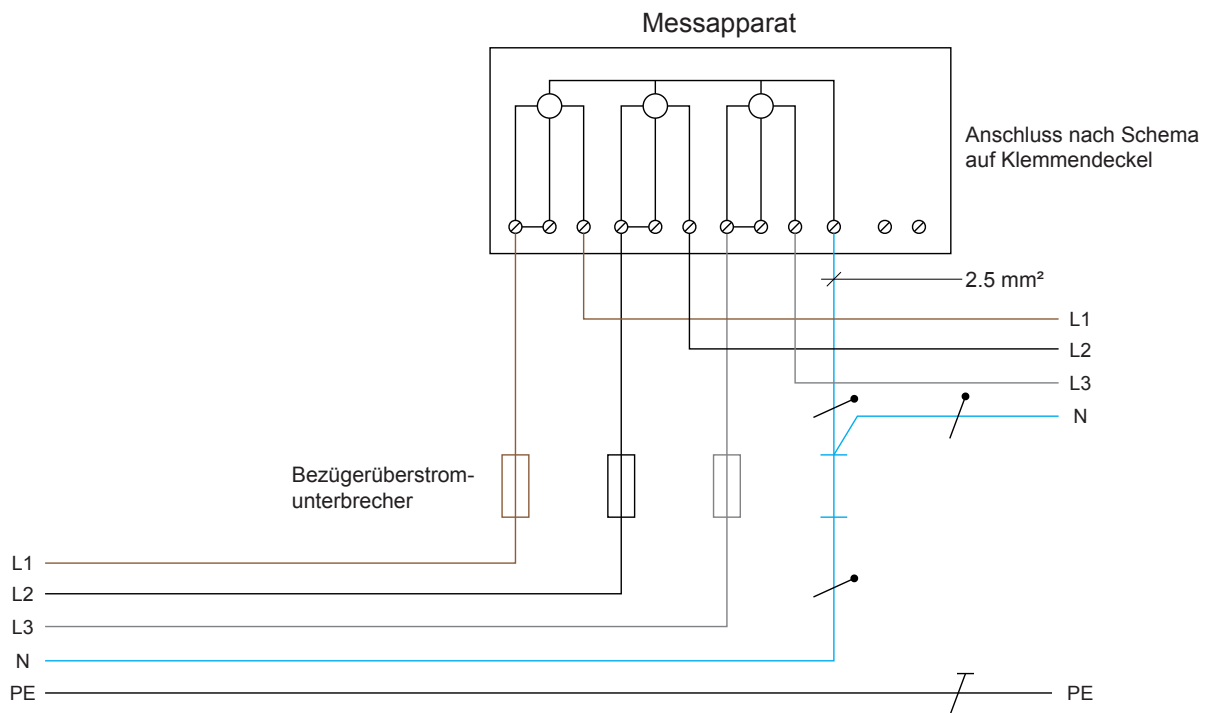 Messapparat
Anschluss nach Schema
auf Klemmendeckel
2.5 mm²
L1
L2
L3
N
Bezügerüberstrom-
unterbrecher
L1
L2
L3
N
PE
PE